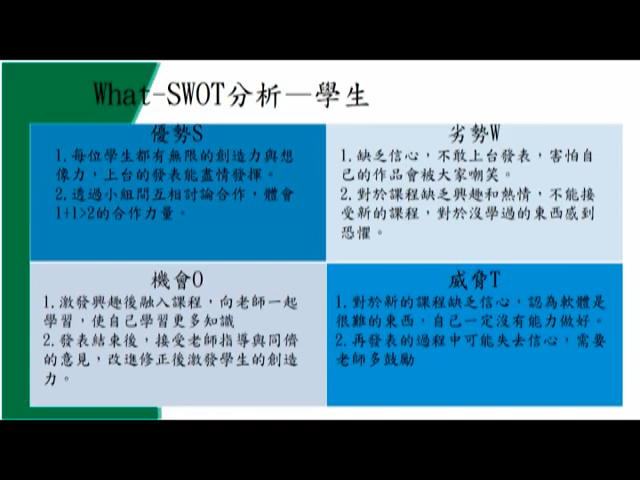 What-SWOT分析—學生
優勢S
1.每位學生都有無限的創造力與想
像力，上台的發表能盡情發揮。
2.透過小組間互相討論合作，體會
1+1>2的合作力量。
劣勢W
1.缺乏信心，不敢上台發表，害怕自
己的作品會被大家嘲笑。
2.對於課程缺乏興趣和熱情，不能接
受新的課程，對於沒學過的東西感到
恐懼。
機會O
1.激發興趣後融入課程，向老師一起
學習，使自己學習更多知識
2.發表結束後，接受老師指導與同儕
的意見，改進修正後激發學生的創造
力。
威脅T
1.對於新的課程缺乏信心，認為軟體是
很難的東西，自己一定沒有能力做好。
2.再發表的過程中可能失去信心，需要
老師多鼓勵